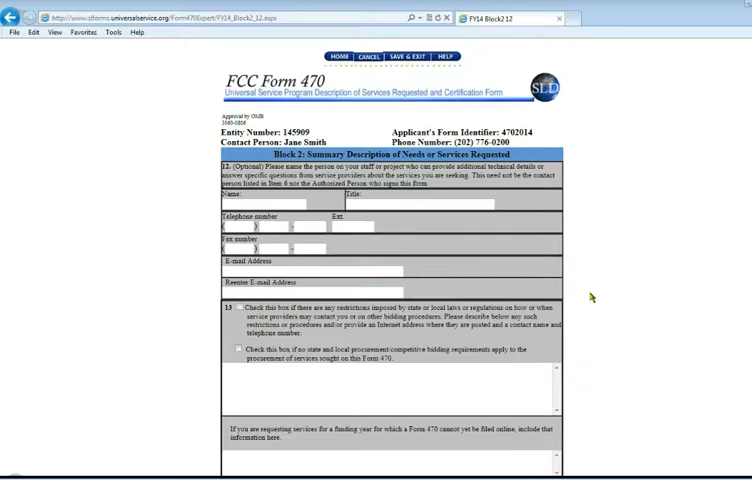 http://www.slforms.universalservice.org/Form470Expert/FY14_Block2_12.aspx
FY14 Block2 12
File Edit View Favorites Tools Help
HOME CANCEL SAVE & EXIT HELP
FCC Form 470
Universal Service Program Description of Services Requested and Certification Form
SLD
Approval by OMB
3060-0806
Entity Number: 145909 Applicant's Form Identifier: 4702014
Contact Person: Jane Smith Phone Number: (202) 776-0200
Block 2: Summary Description of Needs or Services Requested
12. (Optional) Please name the person on your staff or project who can provide additional technical details or
answer specific questions from service providers about the services you are seeking. This need not be the contact
person listed in Item 6 nor the Authorized Person who signs this form.
Name: Title:
Telephone number Ext.
( ) -
Fax number
( ) -
E-mail Address
Reenter E-mail Address
13 Check this box if there are any restrictions imposed by state or local laws or regulations on how or when
service providers may contact you or on other bidding procedures. Please describe below any such
restrictions or procedures and/or provide an Internet address where they are posted and a contact name and
telephone number.
Check this box if no state and local procurement/competitive bidding requirements apply to the
procurement of services sought on this Form 470.
If you are requesting services for a funding year for which a Form 470 cannot yet be filed online, include that
information here.